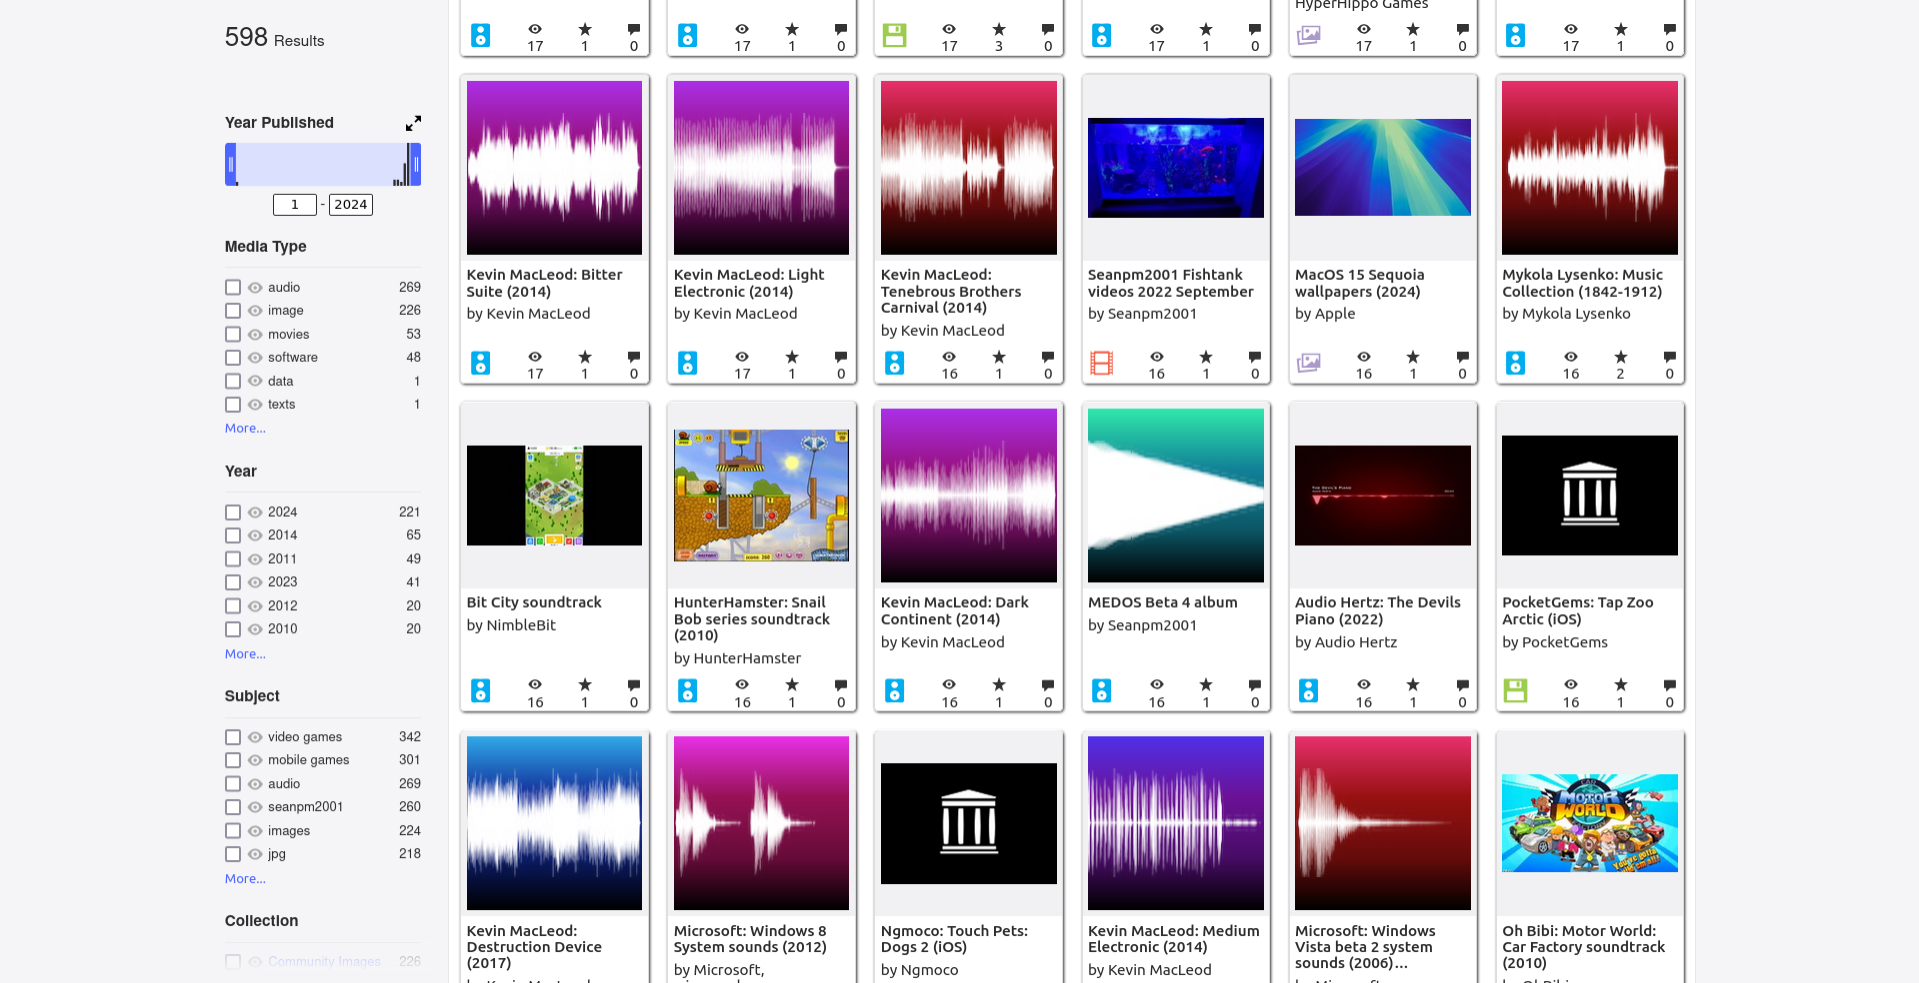 598 Results
Year Published
1 - 2024
Media Type
audio 269
image 226
movies 53
software 48
data 1
texts 1
More...
Year
2024 221
2014 65
2011 49
2023 41
2012 20
2010 20
More...
Subject
video games 342
mobile games 301
audio 269
seanpm2001 260
images 224
jpg 218
More...
Collection
Community Images 226
HyperHippo Games
17 1 0
17 1 0
17 3 0
17 1 0
17 1 0
17 1 0
Kevin MacLeod: Bitter
Suite (2014)
by Kevin MacLeod
17 1 0
Kevin MacLeod: Light
Electronic (2014)
by Kevin MacLeod
17 1 0
Kevin MacLeod:
Tenebrous Brothers
Carnival (2014)
by Kevin MacLeod
16 1 0
Seanpm2001 Fishtank
videos 2022 September
by Seanpm2001
16 1 0
MacOS 15 Sequoia
wallpapers (2024)
by Apple
16 1 0
Mykola Lysenko: Music
Collection (1842-1912)
by Mykola Lysenko
16 2 0
Bit City soundtrack
by NimbleBit
16 1 0
HunterHamster: Snail
Bob series soundtrack
(2010)
by HunterHamster
16 1 0
Kevin MacLeod: Dark
Continent (2014)
by Kevin MacLeod
16 1 0
MEDOS Beta 4 album
by Seanpm2001
16 1 0
The Devil's Piano
Audio Hertz: The Devils
Piano (2022)
by Audio Hertz
16 1 0
PocketGems: Tap Zoo
Arctic (iOS)
by PocketGems
16 1 0
Kevin MacLeod:
Destruction Device
(2017)
Microsoft: Windows 8
System sounds (2012)
by Microsoft,
Ngmoco: Touch Pets:
Dogs 2 (iOS)
by Ngmoco
Kevin MacLeod: Medium
Electronic (2014)
by Kevin MacLeod
Microsoft: Windows
Vista beta 2 system
sounds (2006)...
CAR
MOTOR
WORLD
You've gotta
Oh Bibi: Motor World:
Car Factory soundtrack
(2010)